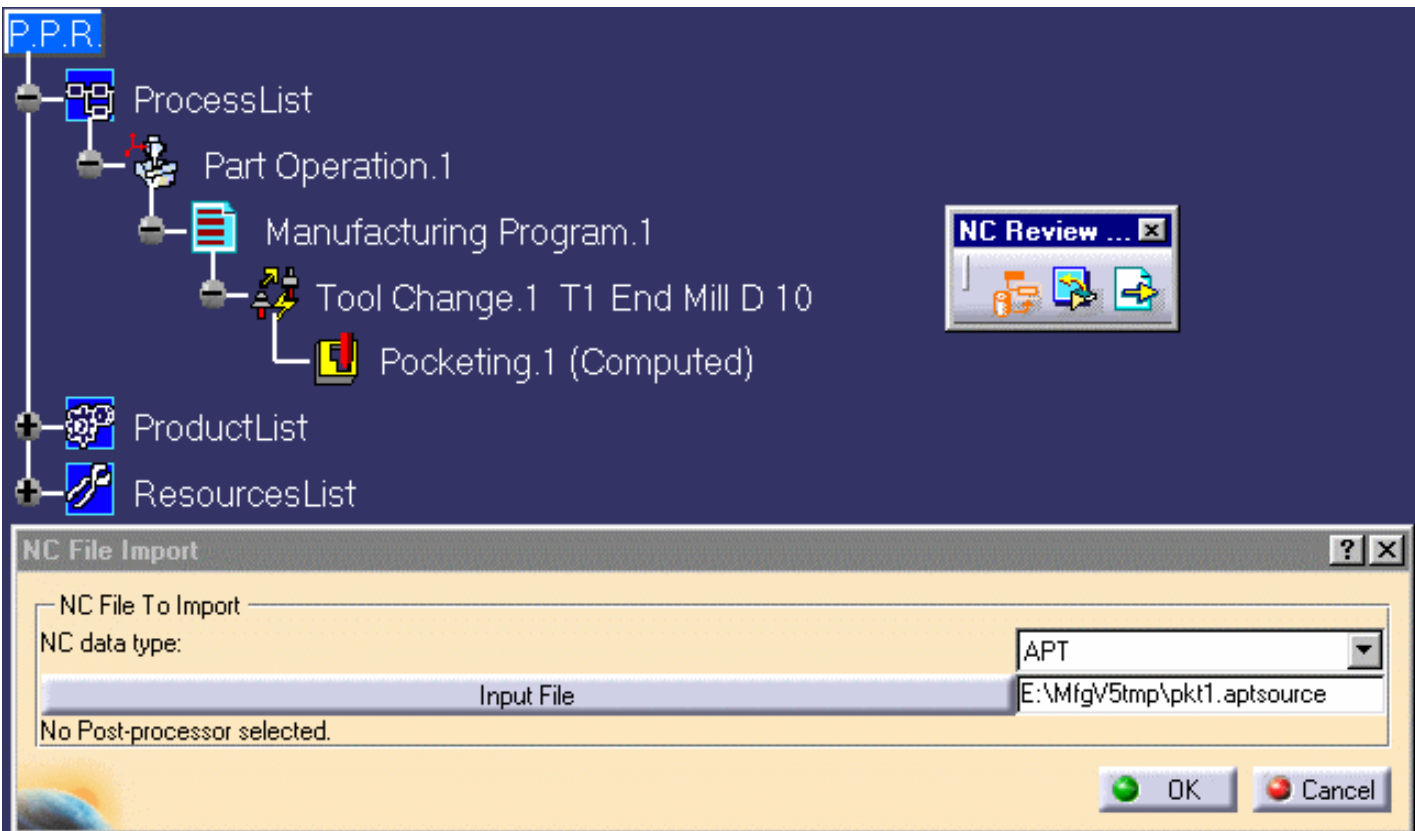 P.P.R.
ProcessList
Part Operation.1
Manufacturing Program.1
NC Review ...
Tool Change.1 T1 End Mill D 10
Pocketing.1 (Computed)
ProductList
ResourcesList
NC File Import
NC File To Import
NC data type:
APT
Input File
E:\MfgV5tmp\pkt1.aptsource
No Post-processor selected.
OK
Cancel